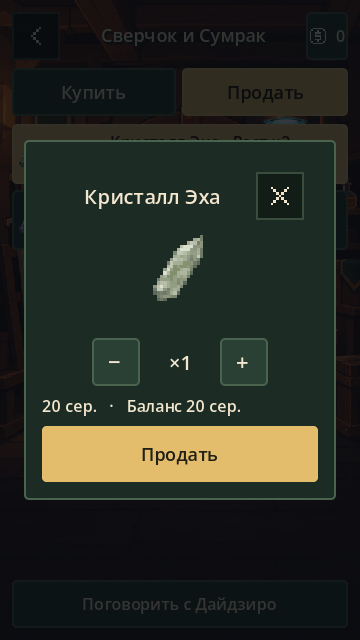 Сверчок и Сумрак
0
Купить
Продать
Кристалл Эха
−
×1
+
20 сер. · Баланс 20 сер.
Продать
Поговорить с Дайдзиро